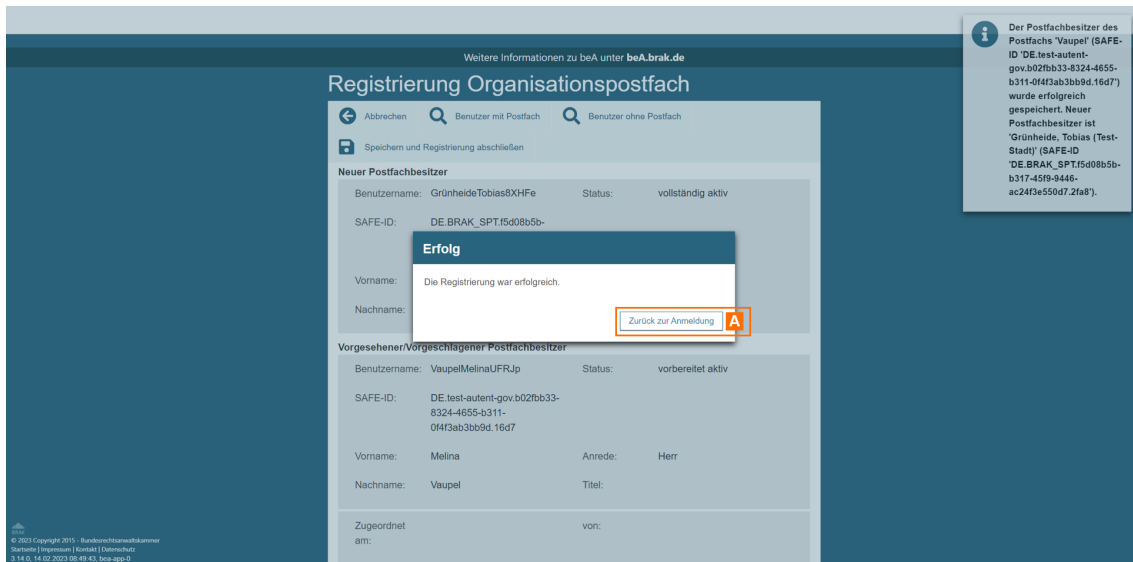 Der Postfachbesitzer des
Postfachs 'Vaupel' (SAFE-
ID 'DE.test-autent-
gov.b02fbb33-8324-4655-
b311-0f4f3ab3bb9d.16d7')
wurde erfolgreich
gespeichert. Neuer
Postfachbesitzer ist
'Grünheide, Tobias (Test-
Stadt)' (SAFE-ID
'DE.BRAK_SPT.f5d08b5b-
b317-45f9-9446-
ac24f3e550d7.2fa8').
Weitere Informationen zu beA unter beA.brak.de
Registrierung Organisationspostfach
Abbrechen Benutzer mit Postfach Benutzer ohne Postfach
Speichern und Registrierung abschließen
Neuer Postfachbesitzer
Benutzername: GrünheideTobias8XHFe Status: vollständig aktiv
SAFE-ID: DE.BRAK_SPT.f5d08b5b-
Erfolg
Vorname: Die Registrierung war erfolgreich.
Nachname:
Zurück zur Anmeldung A
Vorgesehener/Vorgeschlagener Postfachbesitzer
Benutzername: VaupelMelinaUFRJp Status: vorbereitet aktiv
SAFE-ID: DE.test-autent-gov.b02fbb33-
8324-4655-b311-
0f4f3ab3bb9d.16d7
Vorname: Melina Anrede: Herr
Nachname: Vaupel Titel:
Zugeordnet von:
am:
BRAK
© 2023 Copyright 2015 - Bundesrechtsanwaltskammer
Startseite | Impressum | Kontakt | Datenschutz
3.14.0, 14.02.2023 08:49:43, bea-app-0